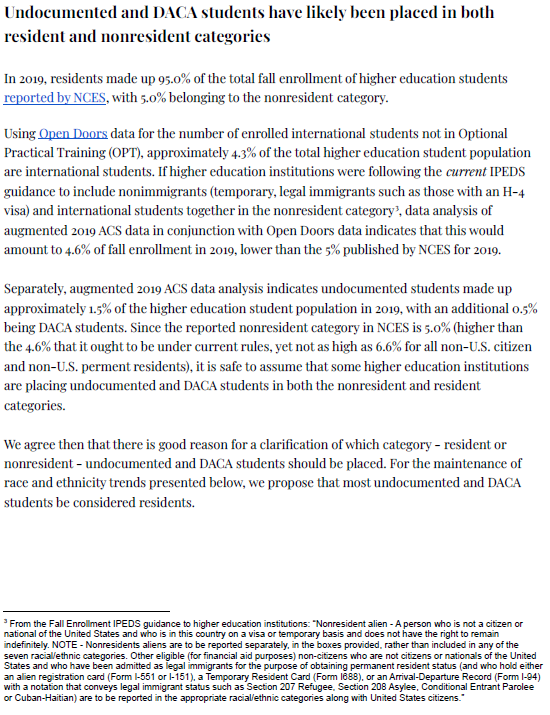 Undocumented and DACA students have likely been placed in both
resident and nonresident categories
In 2019, residents made up 95.0% of the total fall enrollment of higher education students
reported by NCES, with 5.0% belonging to the nonresident category.
Using Open Doors data for the number of enrolled international students not in Optional
Practical Training (OPT), approximately 4.3% of the total higher education student population
are international students. If higher education institutions were following the current IPEDS
guidance to include nonimmigrants (temporary, legal immigrants such as those with an H-4
visa) and international students together in the nonresident category³, data analysis of
augmented 2019 ACS data in conjunction with Open Doors data indicates that this would
amount to 4.6% of fall enrollment in 2019, lower than the 5% published by NCES for 2019.
Separately, augmented 2019 ACS data analysis indicates undocumented students made up
approximately 1.5% of the higher education student population in 2019, with an additional 0.5%
being DACA students. Since the reported nonresident category in NCES is 5.0% (higher than
the 4.6% that it ought to be under current rules, yet not as high as 6.6% for all non-U.S. citizen
and non-U.S. perment residents), it is safe to assume that some higher education institutions
are placing undocumented and DACA students in both the nonresident and resident
categories.
We agree then that there is good reason for a clarification of which category - resident or
nonresident - undocumented and DACA students should be placed. For the maintenance of
race and ethnicity trends presented below, we propose that most undocumented and DACA
students be considered residents.
³ From the Fall Enrollment IPEDS guidance to higher education institutions: "Nonresident alien - A person who is not a citizen or
national of the United States and who is in this country on a visa or temporary basis and does not have the right to remain
indefinitely. NOTE - Nonresidents aliens are to be reported separately, in the boxes provided, rather than included in any of the
seven racial/ethnic categories. Other eligible (for financial aid purposes) non-citizens who are not citizens or nationals of the United
States and who have been admitted as legal immigrants for the purpose of obtaining permanent resident status (and who hold either
an alien registration card (Form I-551 or I-151), a Temporary Resident Card (Form I688), or an Arrival-Departure Record (Form I-94)
with a notation that conveys legal immigrant status such as Section 207 Refugee, Section 208 Asylee, Conditional Entrant Parolee
or Cuban-Haitian) are to be reported in the appropriate racial/ethnic categories along with United States citizens."